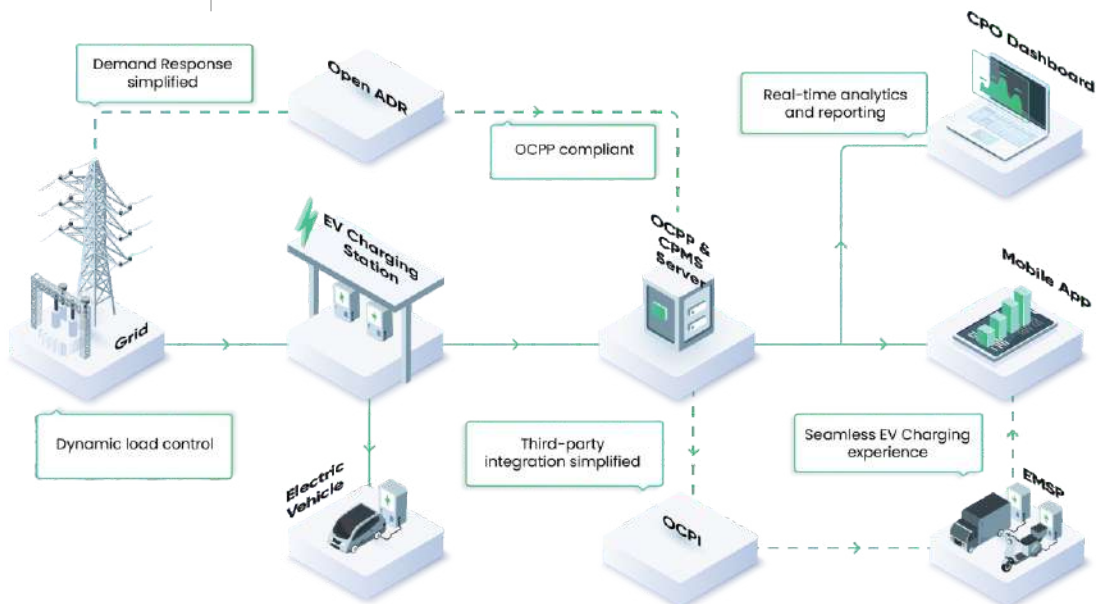 CPO Dashboard
Demand Response
simplified
Open ADR
Real-time analytics
and reporting
OCPP compliant
EV Charging
Station
OCPP &
CPMS
Server
Mobile App
Grid
Dynamic load control
Third-party
integration simplified
Seamless EV Charging
experience
Electric
Vehicle
OCPI
EMSP